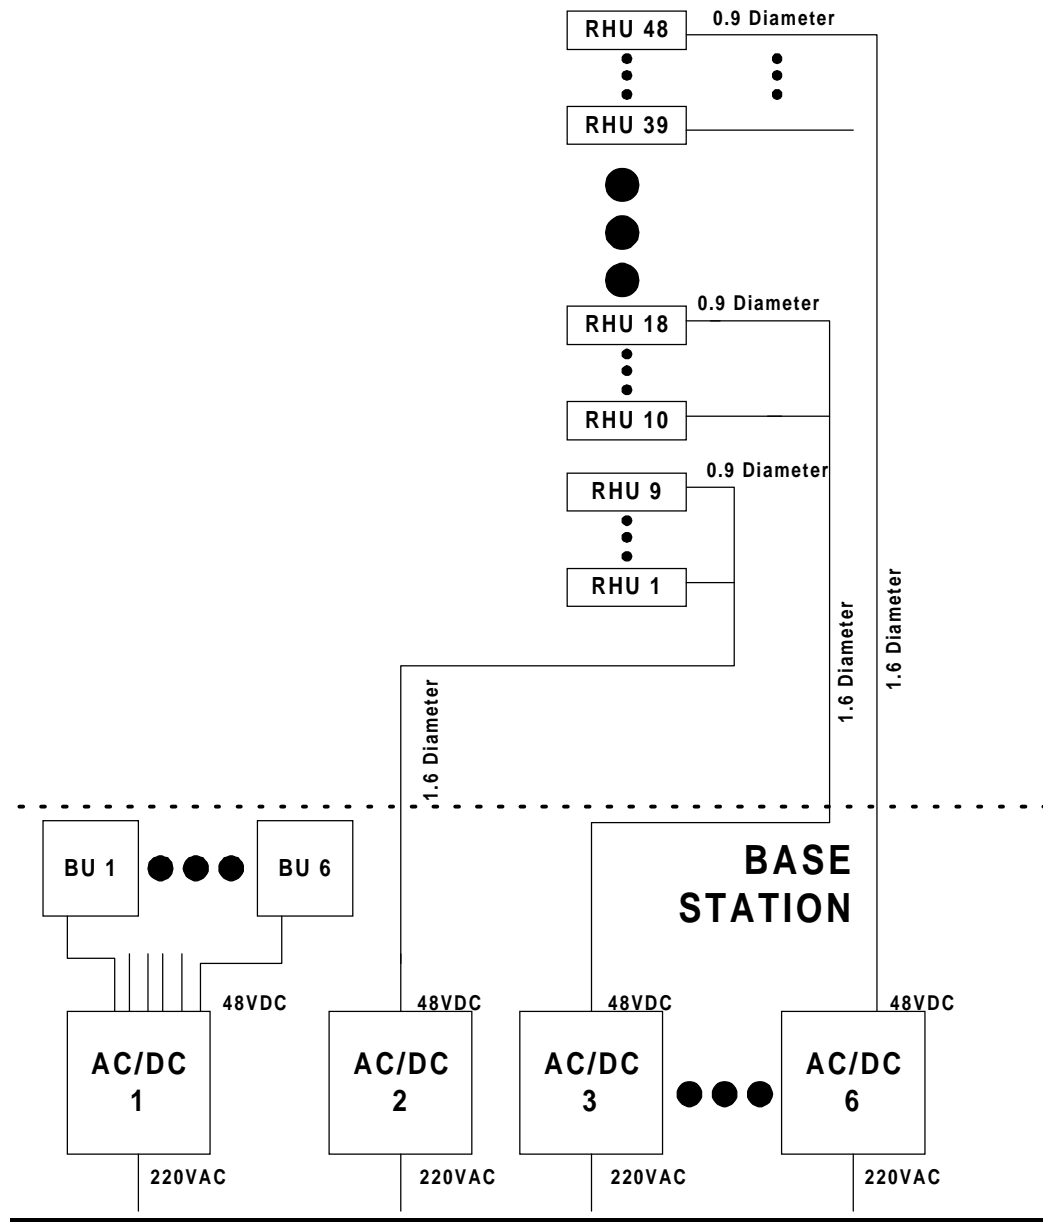 0.9 Diameter
RHU 48
RHU 39
0.9 Diameter
RHU 18
RHU 10
0.9 Diameter
RHU 9
RHU 1
1.6 Diameter
1.6 Diameter
1.6 Diameter
BU 1
BU 6
BASE
STATION
48VDC
48VDC
48VDC
48VDC
AC/DC
1
AC/DC
2
AC/DC
3
AC/DC
6
220VAC
220VAC
220VAC
220VAC